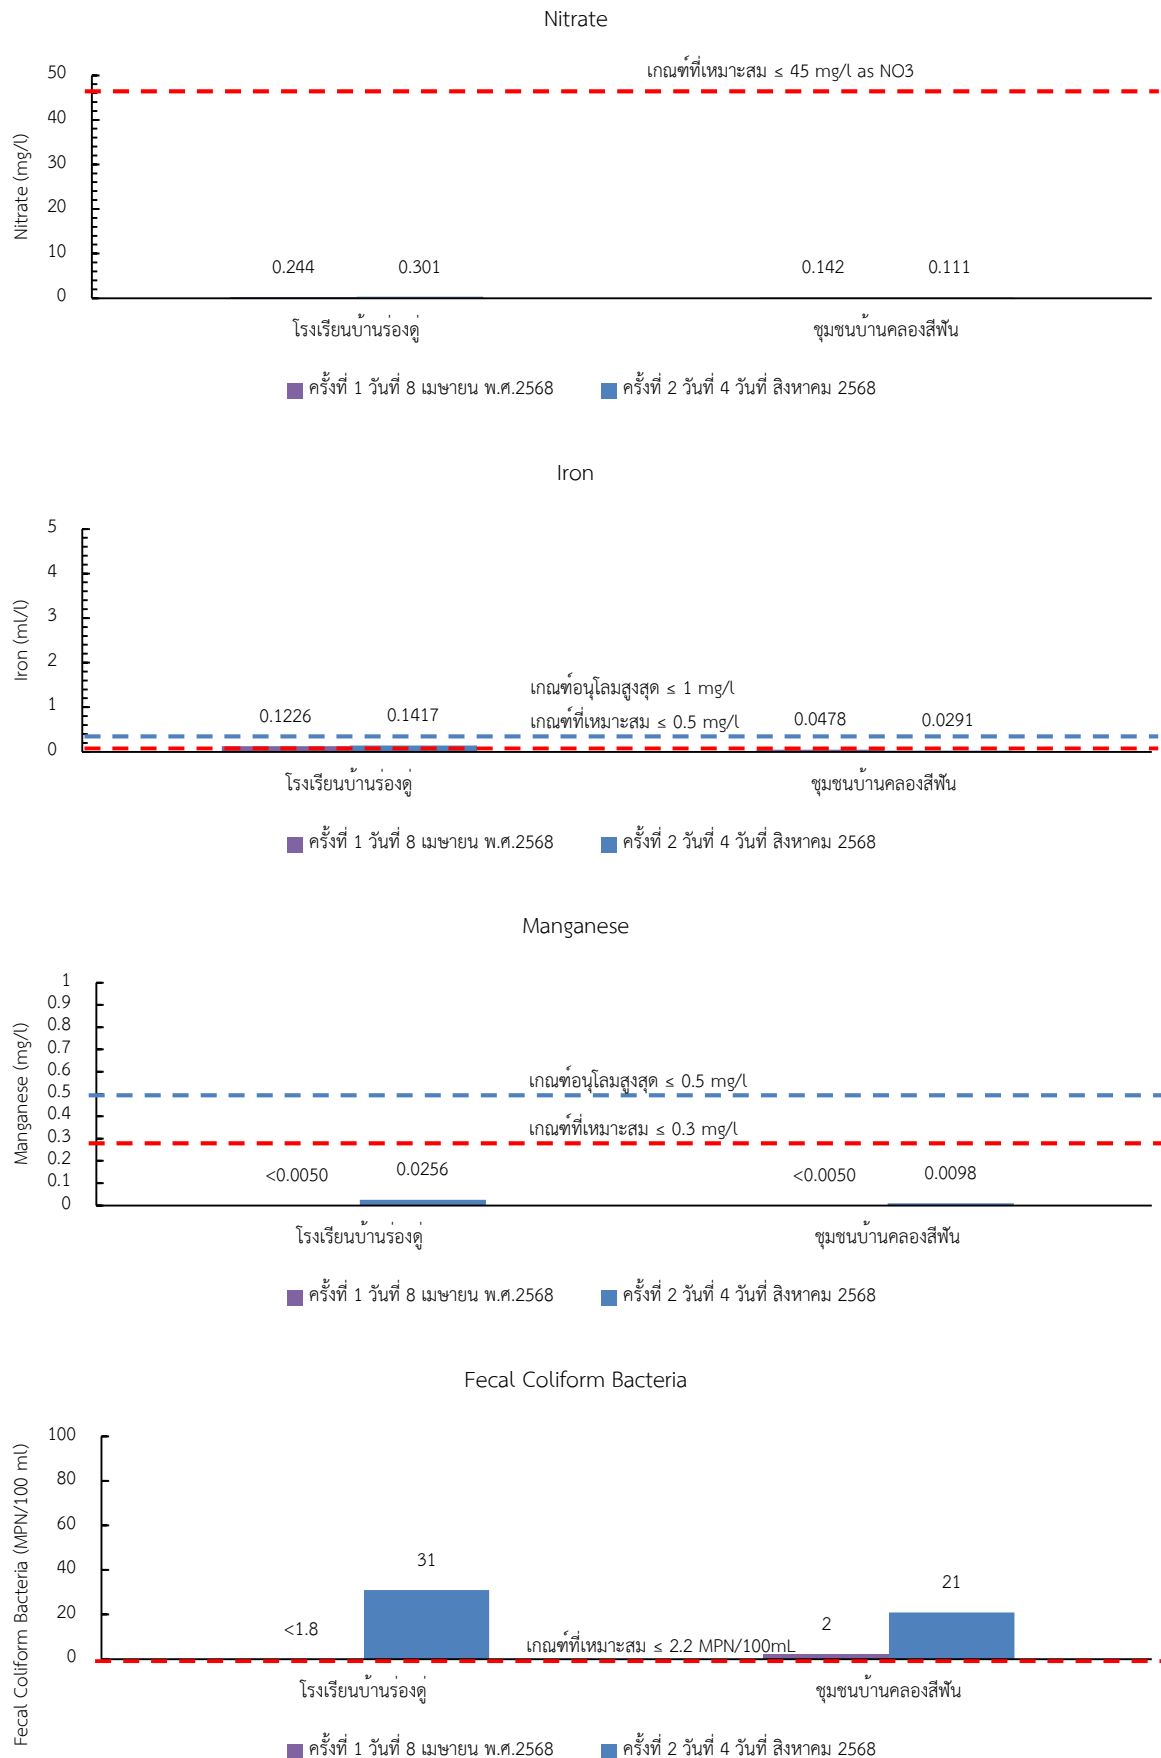 Nitrate
เกณฑ์ที่เหมาะสม ≤ 45 mg/l as NO3
Nitrate (mg/l)
50
40
30
20
10
0
0.244 0.301 0.142 0.111
โรงเรียนบ้านร่องดู่ ชุมชนบ้านคลองสีฟัน
ครั้งที่ 1 วันที่ 8 เมษายน พ.ศ.2568 ครั้งที่ 2 วันที่ 4 วันที่ สิงหาคม 2568
Iron
Iron (ml/l)
5
4
3
2
1
0
เกณฑ์อนุโลมสูงสุด ≤ 1 mg/l
เกณฑ์ที่เหมาะสม ≤ 0.5 mg/l
0.1226 0.1417 0.0478 0.0291
โรงเรียนบ้านร่องดู่ ชุมชนบ้านคลองสีฟัน
ครั้งที่ 1 วันที่ 8 เมษายน พ.ศ.2568 ครั้งที่ 2 วันที่ 4 วันที่ สิงหาคม 2568
Manganese
Manganese (mg/l)
1
0.9
0.8
0.7
0.6
0.5
0.4
0.3
0.2
0.1
0
เกณฑ์อนุโลมสูงสุด ≤ 0.5 mg/l
เกณฑ์ที่เหมาะสม ≤ 0.3 mg/l
<0.0050 0.0256 <0.0050 0.0098
โรงเรียนบ้านร่องดู่ ชุมชนบ้านคลองสีฟัน
ครั้งที่ 1 วันที่ 8 เมษายน พ.ศ.2568 ครั้งที่ 2 วันที่ 4 วันที่ สิงหาคม 2568
Fecal Coliform Bacteria
Fecal Coliform Bacteria (MPN/100 ml)
100
80
60
40
20
0
<1.8 31 2 21
เกณฑ์ที่เหมาะสม ≤ 2.2 MPN/100mL
โรงเรียนบ้านร่องดู่ ชุมชนบ้านคลองสีฟัน
ครั้งที่ 1 วันที่ 8 เมษายน พ.ศ.2568 ครั้งที่ 2 วันที่ 4 วันที่ สิงหาคม 2568